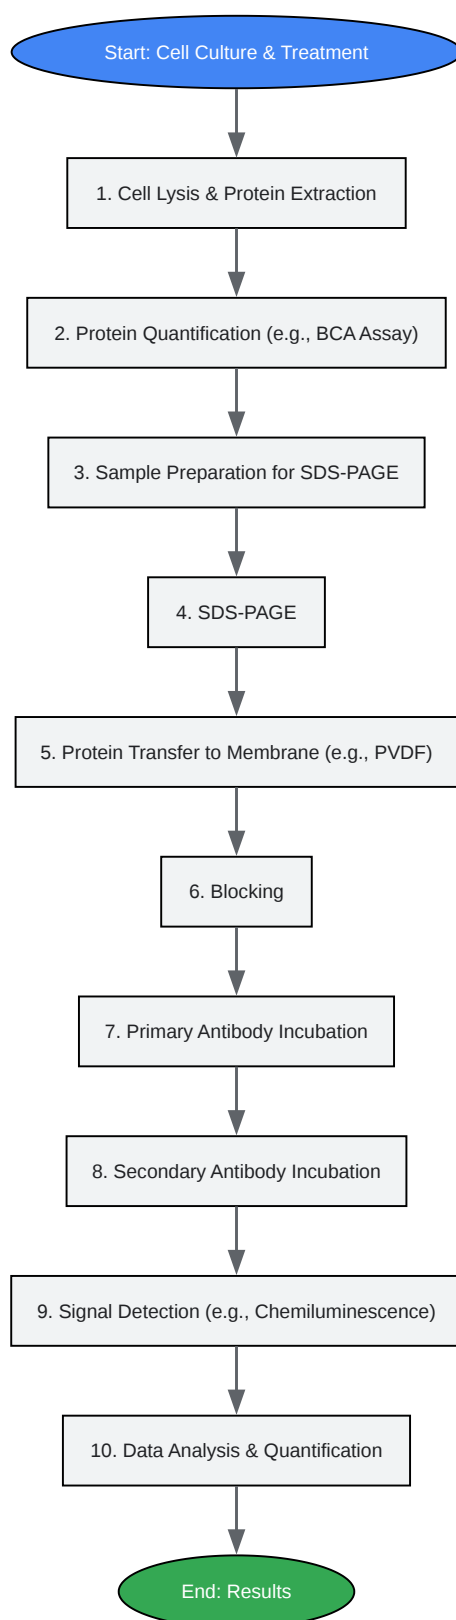 Start: Cell Culture & Treatment
1. Cell Lysis & Protein Extraction
2. Protein Quantification (e.g., BCA Assay)
3. Sample Preparation for SDS-PAGE
4. SDS-PAGE
5. Protein Transfer to Membrane (e.g., PVDF)
6. Blocking
7. Primary Antibody Incubation
8. Secondary Antibody Incubation
9. Signal Detection (e.g., Chemiluminescence)
10. Data Analysis & Quantification
End: Results